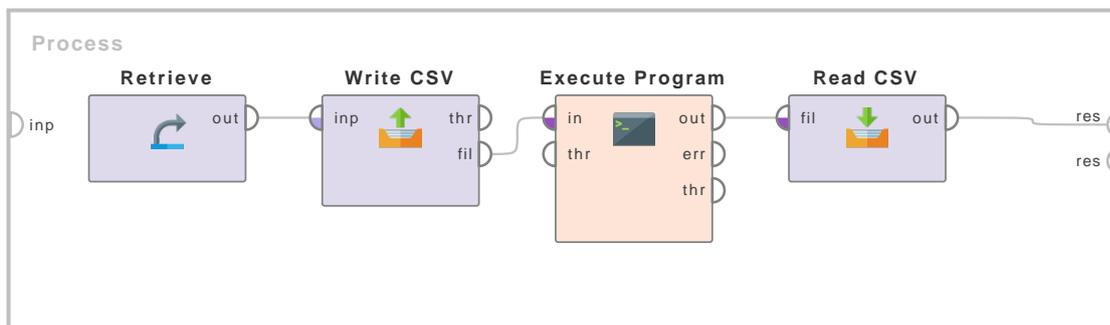 Process
Retrieve
Write CSV
Execute Program
Read CSV
inp
out
inp
thr
fil
in
thr
out
err
thr
>_
fil
out
res
res